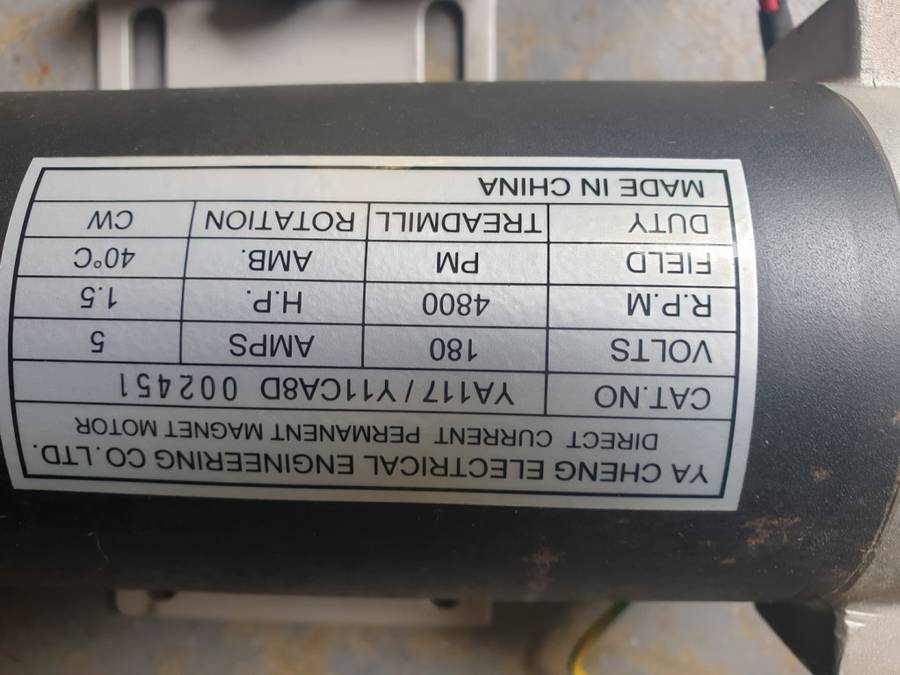 YA CHENG ELECTRICAL ENGINEERING CO.LTD.
DIRECT CURRENT PERMANENT MAGNET MOTOR
CAT.NO YA117/Y11CA8D 002451
VOLTS 180 AMPS 5
R.P.M 4800 H.P. 1.5
FIELD PM AMB. 40°C
DUTY TREADMILL ROTATION CW
MADE IN CHINA